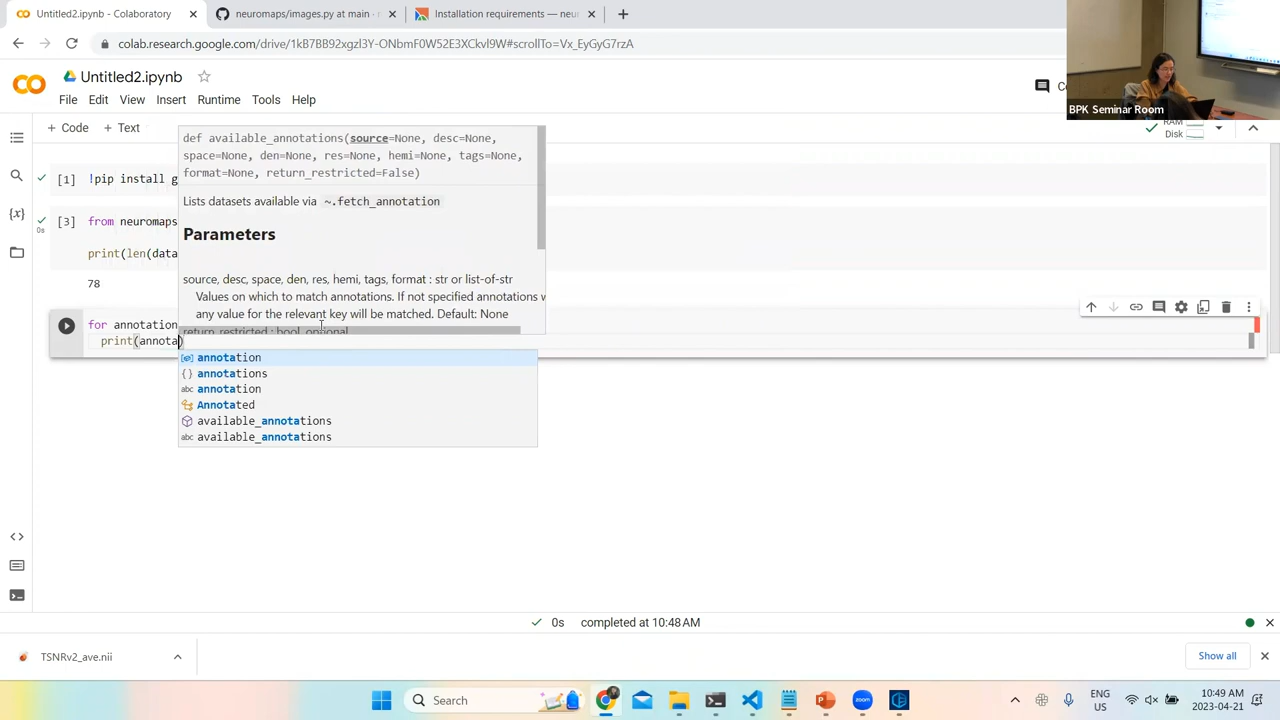 Untitled2.ipynb - Colaboratory
neuromaps/images.py at main · n
Installation requirements — neu
colab.research.google.com/drive/1kB7BB92xgzl3Y-ONbmF0W52E3XCkvl9W#scrollTo=Vx_EyGyG7rzA
Untitled2.ipynb
File Edit View Insert Runtime Tools Help
BPK Seminar Room
+ Code + Text
RAM
Disk
def available_annotations(source=None, desc=None,
space=None, den=None, res=None, hemi=None, tags=None,
format=None, return_restricted=False)
[1] !pip install g
Lists datasets available via ~.fetch_annotation
[3] from neuromaps
0s
Parameters
print(len(data
source, desc, space, den, res, hemi, tags, format : str or list-of-str
78
Values on which to match annotations. If not specified annotations w
any value for the relevant key will be matched. Default: None
for annotation
return_restricted : bool, optional
print(annota)
annotation
annotations
annotation
Annotated
available_annotations
available_annotations
0s completed at 10:48 AM
TSNRv2_ave.nii
Show all
Search
zoom
ENG
US
10:49 AM
2023-04-21